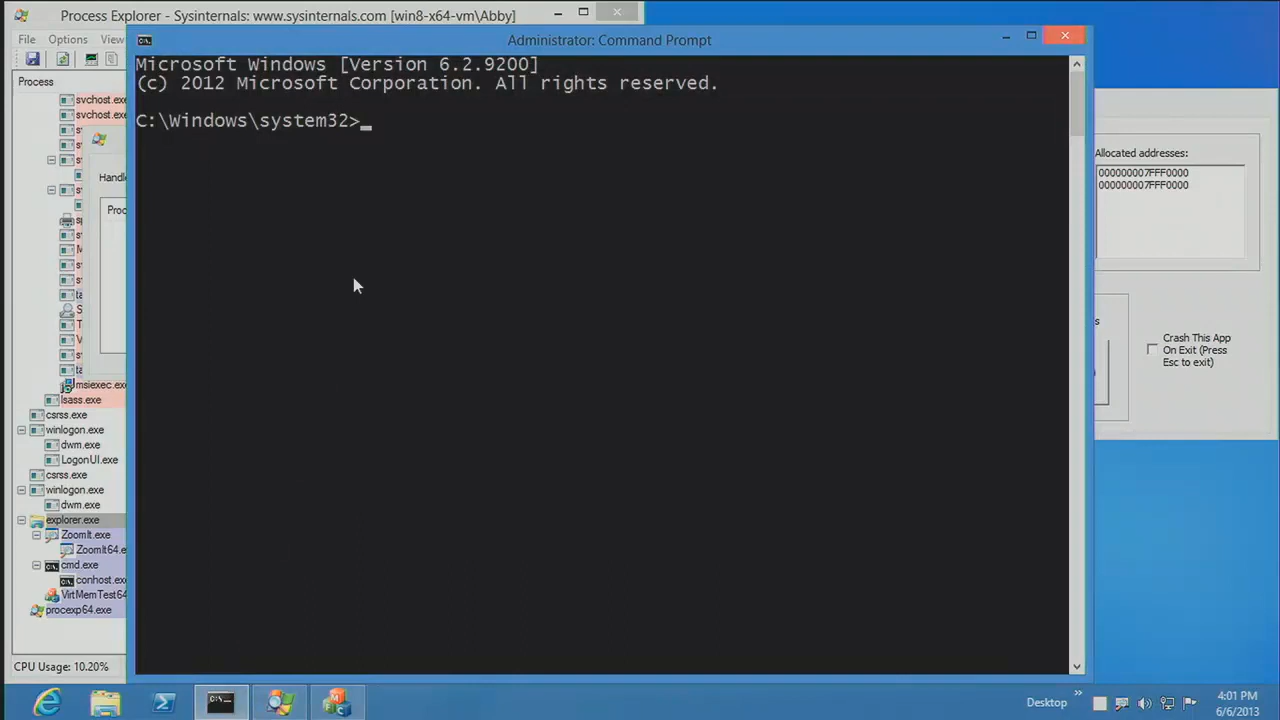 Process Explorer - Sysinternals: www.sysinternals.com [win8-x64-vm\Abby]
File Options View
Process
svchost.exe
svchost.exe
Handle
Proc
msiexec.exe
lsass.exe
csrss.exe
winlogon.exe
dwm.exe
LogonUI.exe
csrss.exe
winlogon.exe
dwm.exe
explorer.exe
ZoomIt.exe
ZoomIt64.e
cmd.exe
conhost.exe
VirtMemTest64
procexp64.exe
CPU Usage: 10.20%
Administrator: Command Prompt
Microsoft Windows [Version 6.2.9200]
(c) 2012 Microsoft Corporation. All rights reserved.
C:\Windows\system32>
Allocated addresses:
000000007FFF0000
000000007FFF0000
Crash This App
On Exit (Press
Esc to exit)
Desktop
4:01 PM
6/6/2013